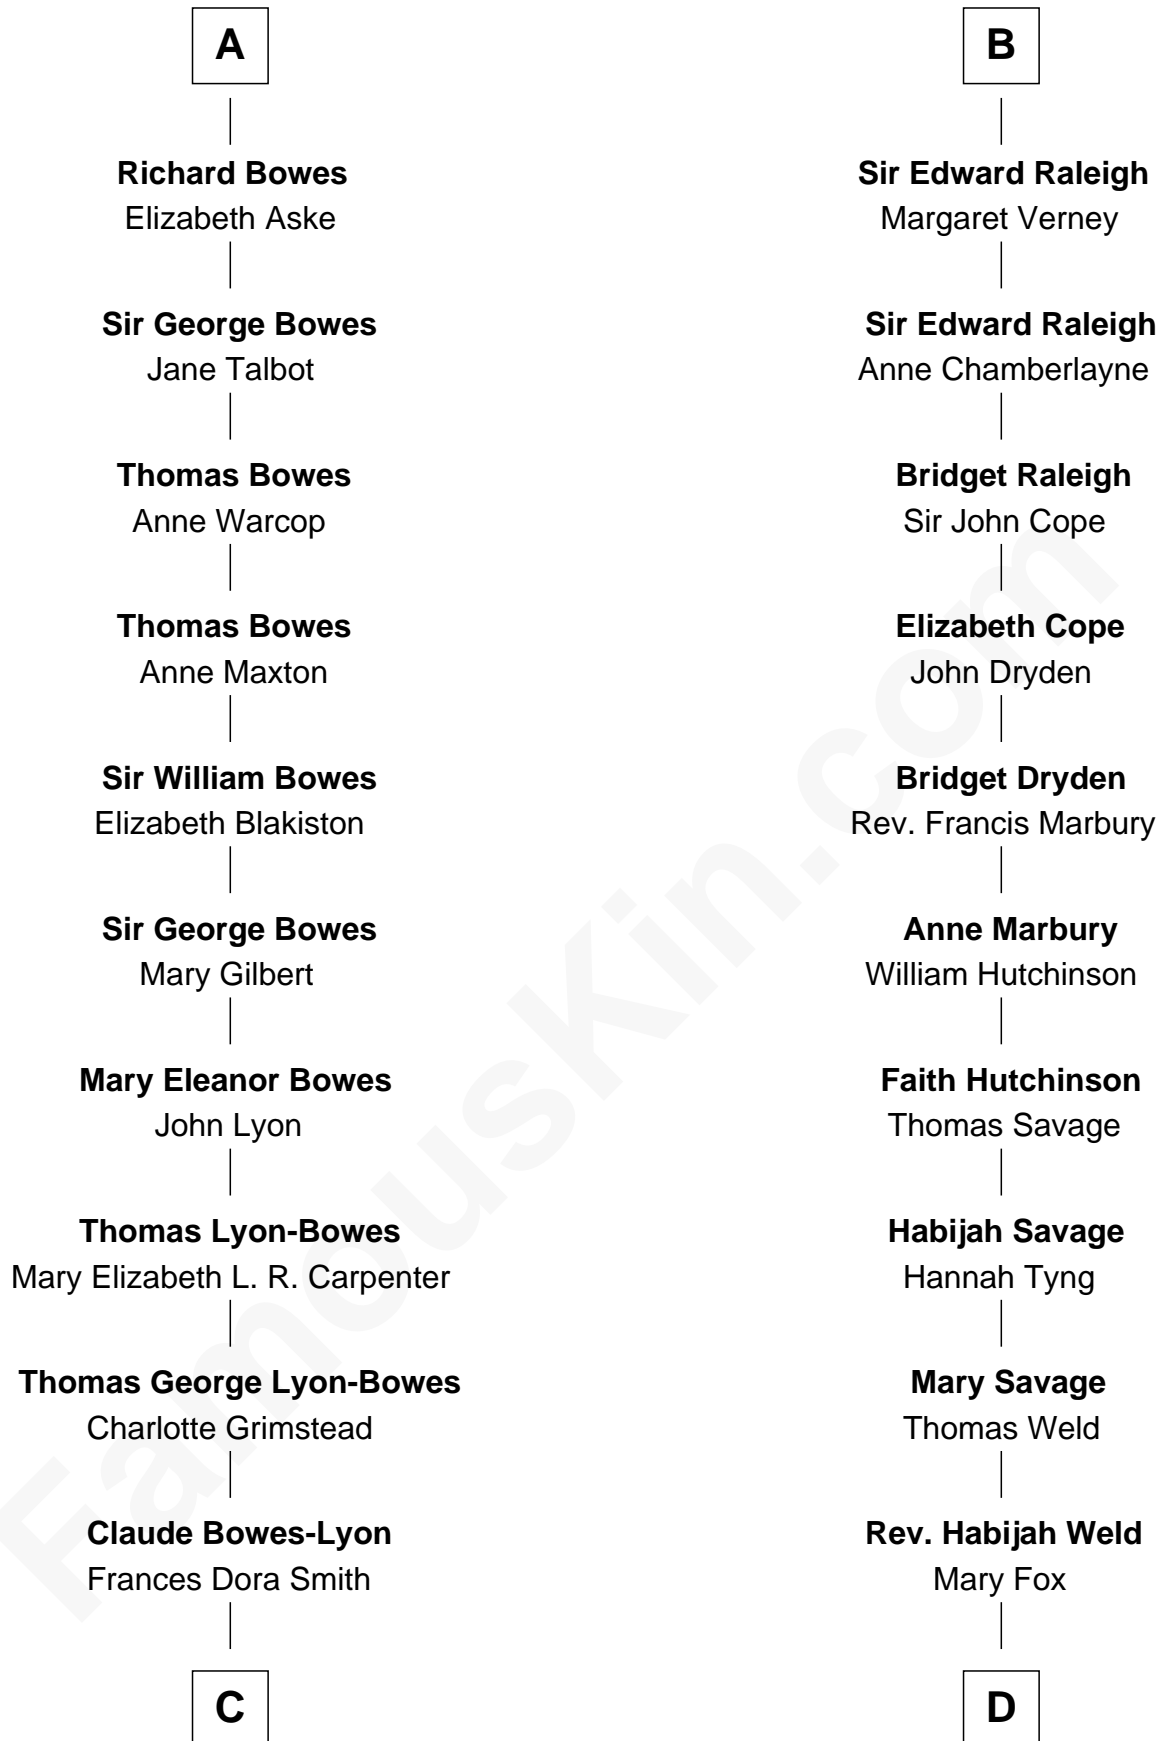 A
Richard Bowes
Elizabeth Aske
Sir George Bowes
Jane Talbot
Thomas Bowes
Anne Warcop
Thomas Bowes
Anne Maxton
Sir William Bowes
Elizabeth Blakiston
Sir George Bowes
Mary Gilbert
Mary Eleanor Bowes
John Lyon
Thomas Lyon-Bowes
Mary Elizabeth L. R. Carpenter
Thomas George Lyon-Bowes
Charlotte Grimstead
Claude Bowes-Lyon
Frances Dora Smith
C
B
Sir Edward Raleigh
Margaret Verney
Sir Edward Raleigh
Anne Chamberlayne
Bridget Raleigh
Sir John Cope
Elizabeth Cope
John Dryden
Bridget Dryden
Rev. Francis Marbury
Anne Marbury
William Hutchinson
Faith Hutchinson
Thomas Savage
Habijah Savage
Hannah Tyng
Mary Savage
Thomas Weld
Rev. Habijah Weld
Mary Fox
D
FamousKin.com